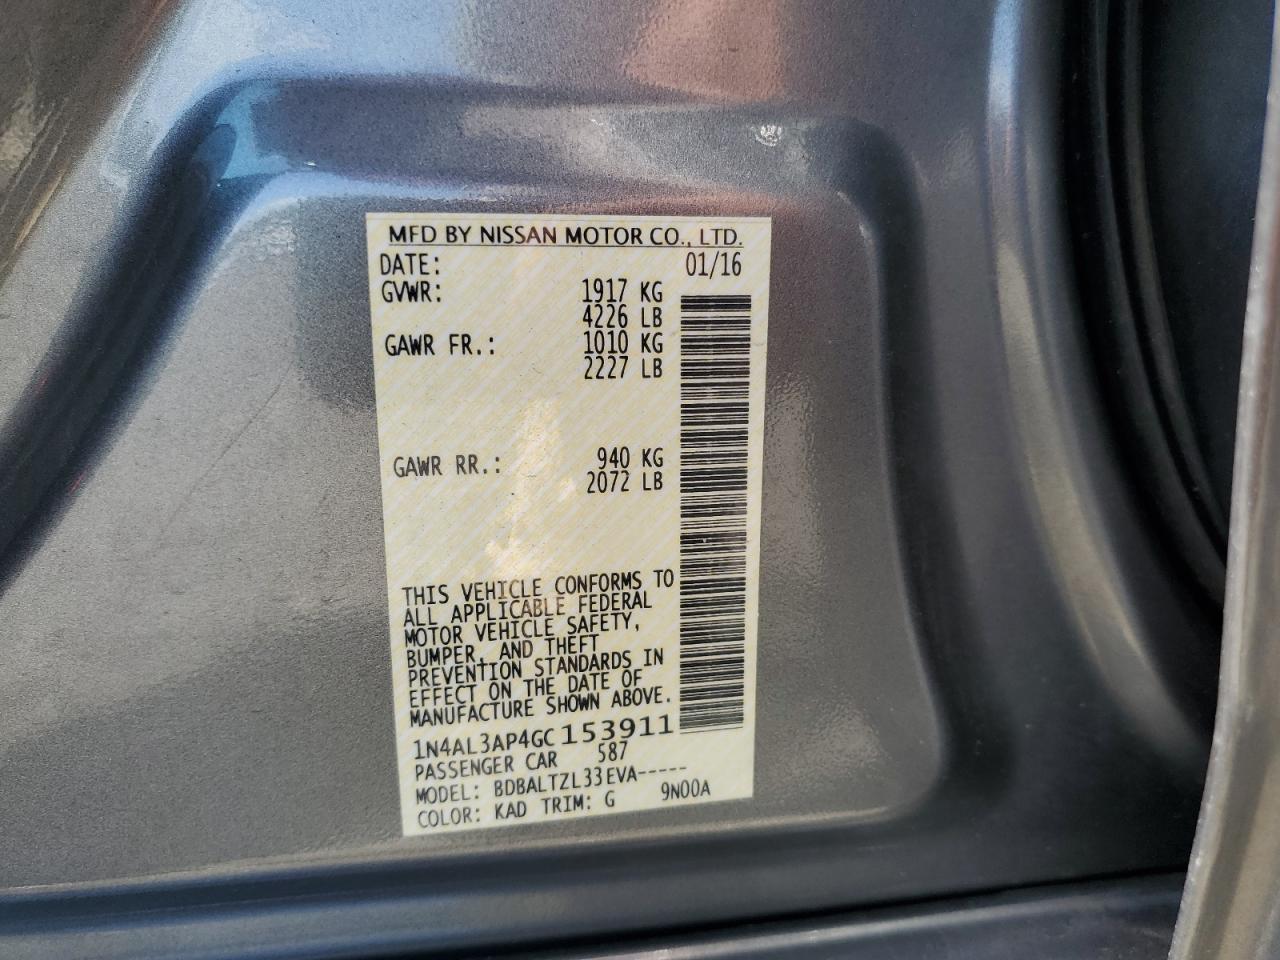 MFD BY NISSAN MOTOR CO., LTD.
DATE: 01/16
GVWR: 1917 KG
4226 LB
GAWR FR.: 1010 KG
2227 LB
GAWR RR.: 940 KG
2072 LB
THIS VEHICLE CONFORMS TO
ALL APPLICABLE FEDERAL
MOTOR VEHICLE SAFETY,
BUMPER, AND THEFT
PREVENTION STANDARDS IN
EFFECT ON THE DATE OF
MANUFACTURE SHOWN ABOVE.
1N4AL3AP4GC153911
PASSENGER CAR 587
MODEL: BDBALTZL33EVA-----
COLOR: KAD TRIM: G 9N00A